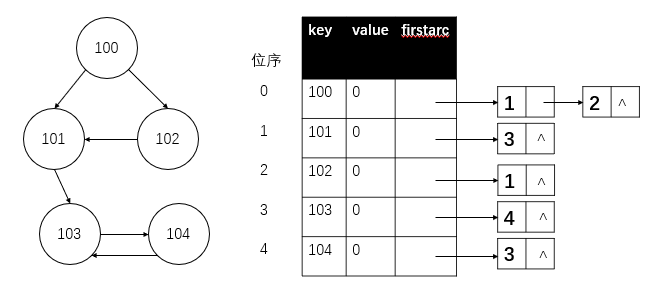 100
101
102
103
104
key value firstarc
位序
0 100 0 1 2 ^
1 101 0 3 ^
2 102 0 1 ^
3 103 0 4 ^
4 104 0 3 ^